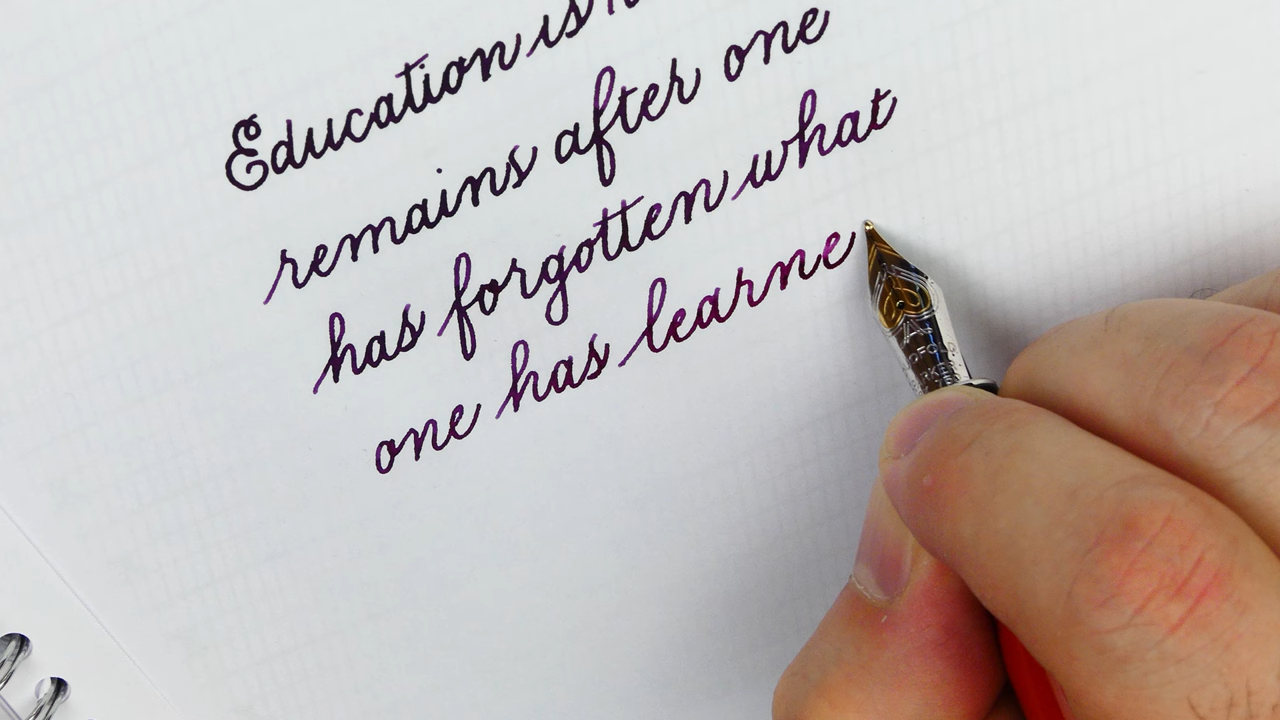 Education is
remains after one
has forgotten what
one has learne